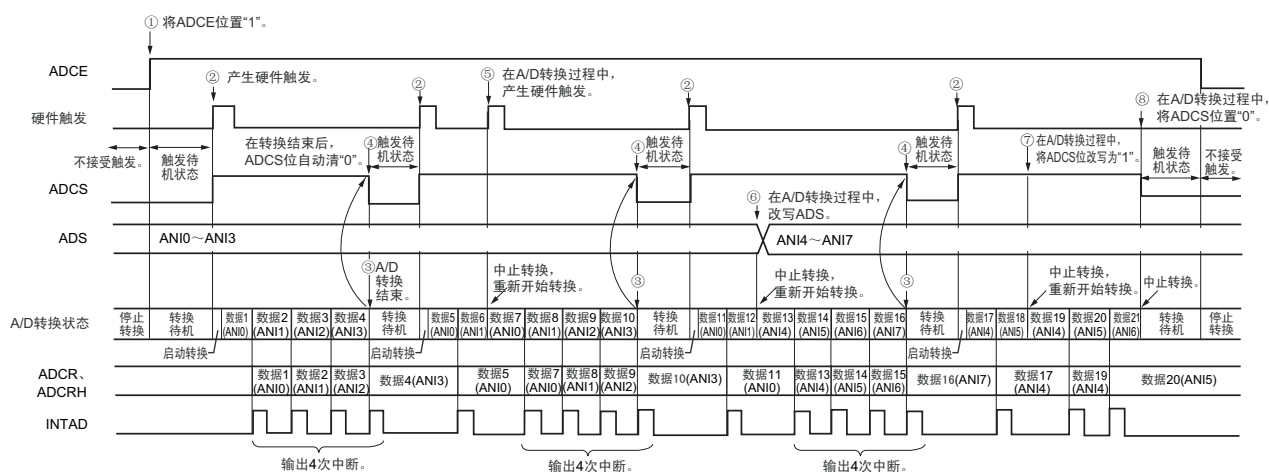 ① 将ADCE位置“1”。
ADCE
② 产生硬件触发。
②
⑤ 在A/D转换过程中，
产生硬件触发。
②
②
⑧ 在A/D转换过程中，
将ADCS位置“0”。
硬件触发
不接受触发。
触发待
机状态
在转换结束后，
ADCS位自动清“0”。
④触发待
机状态
④触发待
机状态
④触发待
机状态
⑦在A/D转换过程中，
将ADCS位改写为“1”。
触发待
机状态
不接受
触发。
ADCS
⑥ 在A/D转换过程中，
改写ADS。
ADS
ANI0～ANI3
ANI4～ANI7
③A/D
转换
结束。
中止转换，
重新开始转换。
③
中止转换，
重新开始转换。
③
中止转换，
重新开始转换。
中止转换。
A/D转换状态
停止
转换
转换
待机
数据1
(ANI0)
数据2
(ANI1)
数据3
(ANI2)
数据4
(ANI3)
转换
待机
数据5
(ANI0)
数据6
(ANI1)
数据7
(ANI0)
数据8
(ANI1)
数据9
(ANI2)
数据10
(ANI3)
转换
待机
数据11
(ANI0)
数据12
(ANI1)
数据13
(ANI4)
数据14
(ANI5)
数据15
(ANI6)
数据16
(ANI7)
转换
待机
数据17
(ANI4)
数据18
(ANI5)
数据19
(ANI4)
数据20
(ANI5)
数据21
(ANI6)
转换
待机
停止
转换
启动转换
启动转换
启动转换
启动转换
ADCR、
ADCRH
数据1
(ANI0)
数据2
(ANI1)
数据3
(ANI2)
数据4(ANI3)
数据5
(ANI0)
数据7
(ANI0)
数据8
(ANI1)
数据9
(ANI2)
数据10(ANI3)
数据11
(ANI0)
数据13
(ANI4)
数据14
(ANI5)
数据15
(ANI6)
数据16(ANI7)
数据17
(ANI4)
数据19
(ANI4)
数据20(ANI5)
INTAD
输出4次中断。
输出4次中断。
输出4次中断。